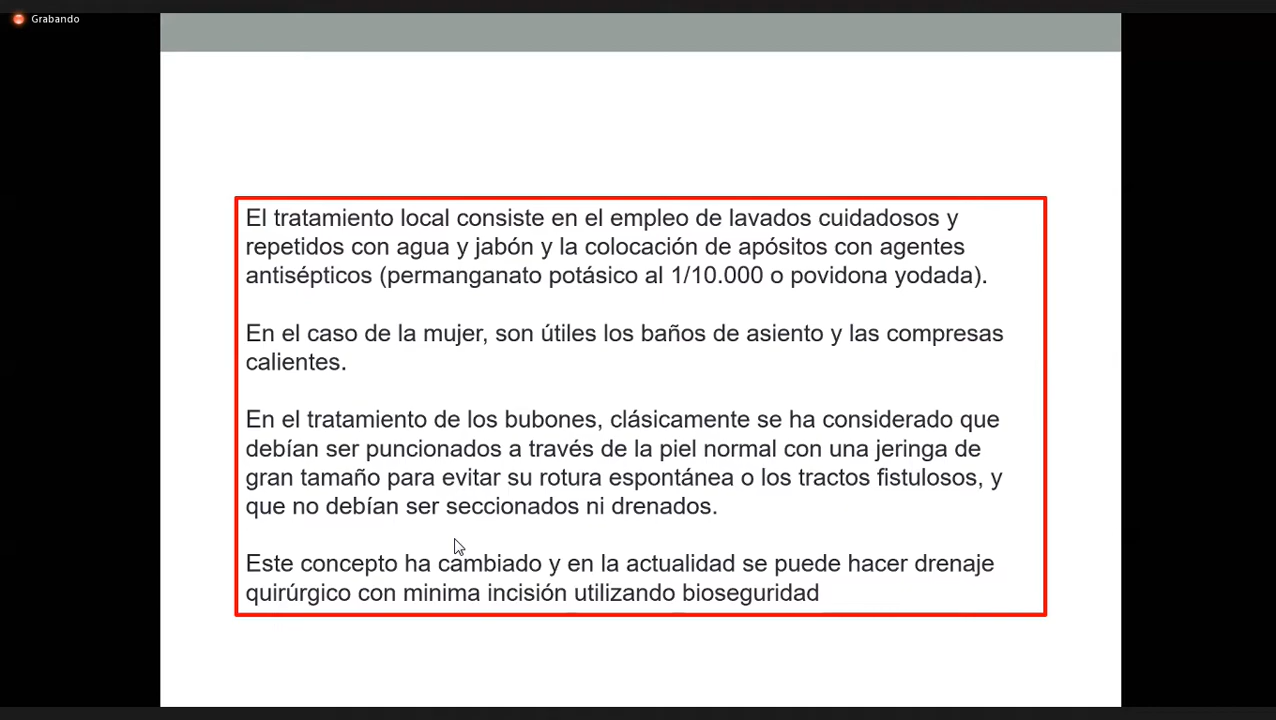 Grabando
El tratamiento local consiste en el empleo de lavados cuidadosos y
repetidos con agua y jabón y la colocación de apósitos con agentes
antisépticos (permanganato potásico al 1/10.000 o povidona yodada).
En el caso de la mujer, son útiles los baños de asiento y las compresas
calientes.
En el tratamiento de los bubones, clásicamente se ha considerado que
debían ser puncionados a través de la piel normal con una jeringa de
gran tamaño para evitar su rotura espontánea o los tractos fistulosos, y
que no debían ser seccionados ni drenados.
Este concepto ha cambiado y en la actualidad se puede hacer drenaje
quirúrgico con minima incisión utilizando bioseguridad